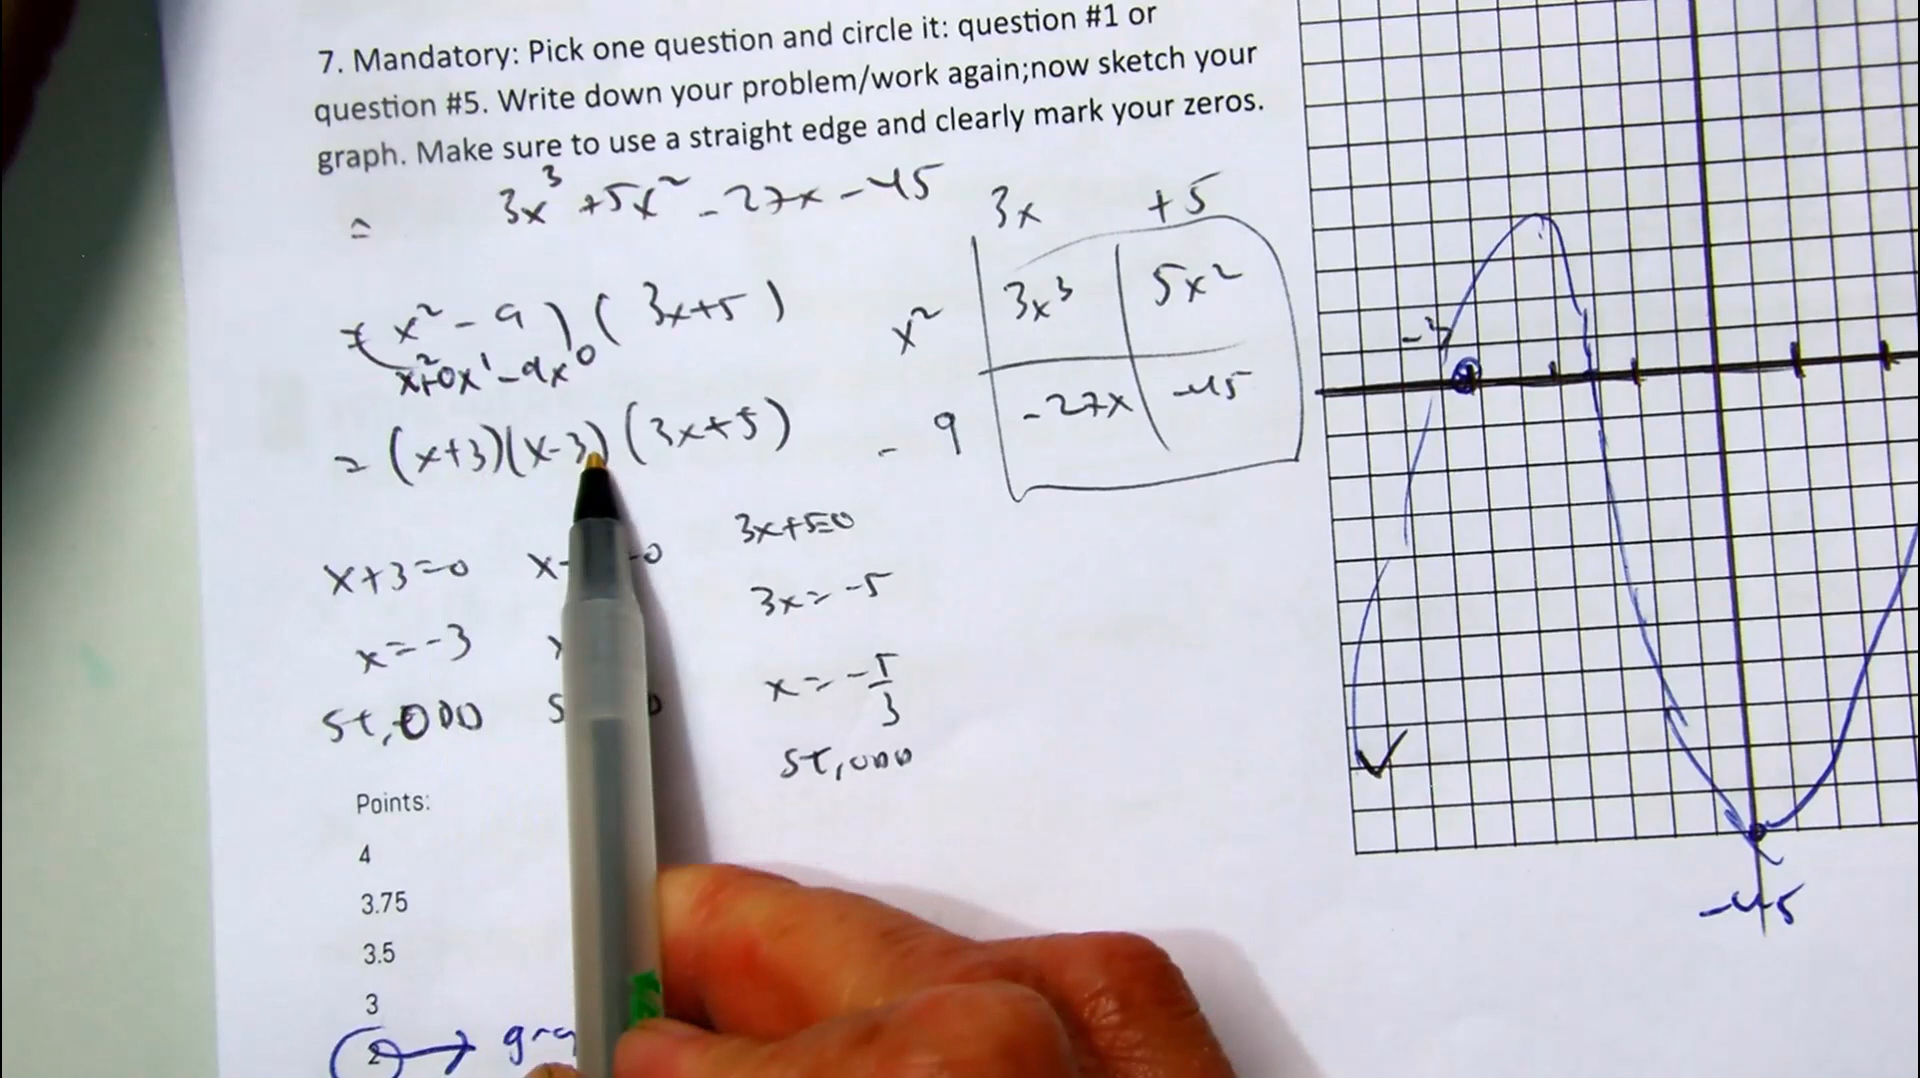 7. Mandatory: Pick one question and circle it: question #1 or
question #5. Write down your problem/work again;now sketch your
graph. Make sure to use a straight edge and clearly mark your zeros.
= 3x³ +5x² - 27x - 45
= (x² - 9)(3x+5)
x²+0x¹-9x⁰
= (x+3)(x-3)(3x+5)
3x +5
x² 3x³ 5x²
- 9 -27x -45
x+3=0
x=-3
3x+5=0
3x=-5
x=-5/3
-3
-45
Points:
4
3.75
3.5
3
2 →